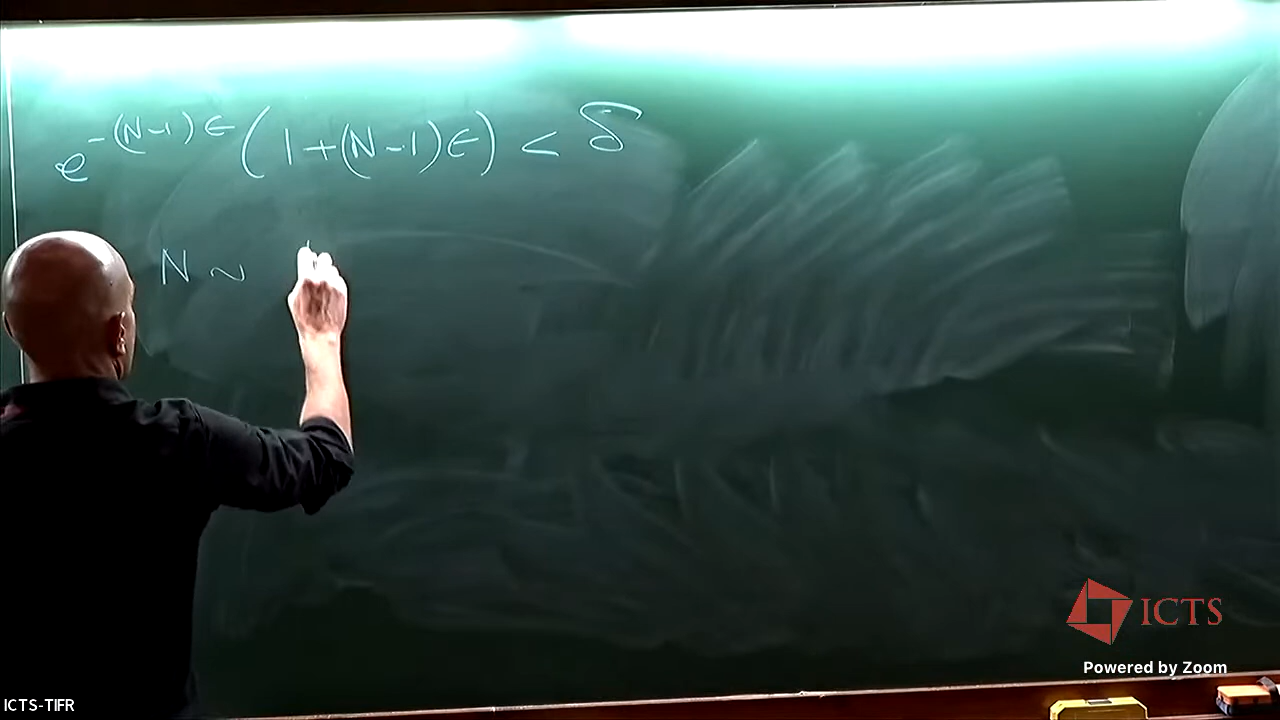 e^{-(N-1)∈} (1+(N-1)∈) < δ
N ~
ICTS
Powered by Zoom
ICTS-TIFR